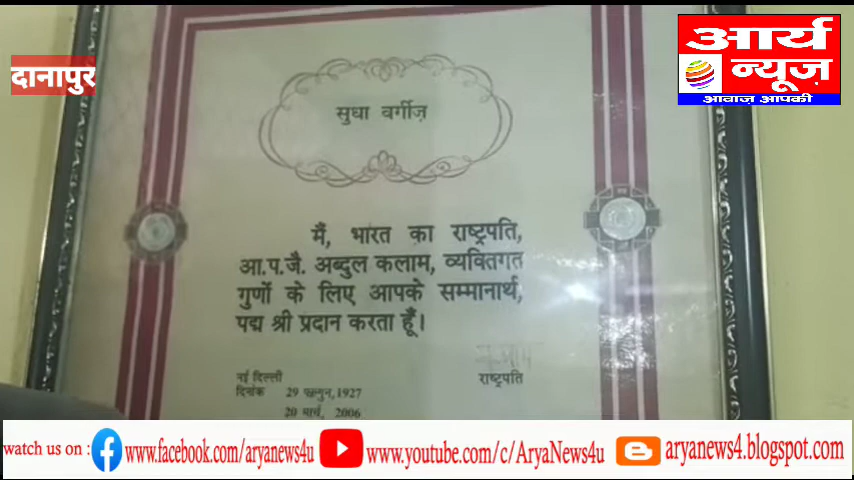 दानापुर
आर्य
न्यूज़
आवाज़ आपकी
सुधा वर्गीज़
मैं, भारत का राष्ट्रपति,
आ.प.जै. अब्दुल कलाम, व्यक्तिगत
गुणों के लिए आपके सम्मानार्थ,
पद्म श्री प्रदान करता हूँ।
नई दिल्ली
दिनांक 29 फाल्गुन, 1927
20 मार्च, 2006
राष्ट्रपति
watch us on : www.facebook.com/aryanews4u www.youtube.com/c/AryaNews4u aryanews4.blogspot.com